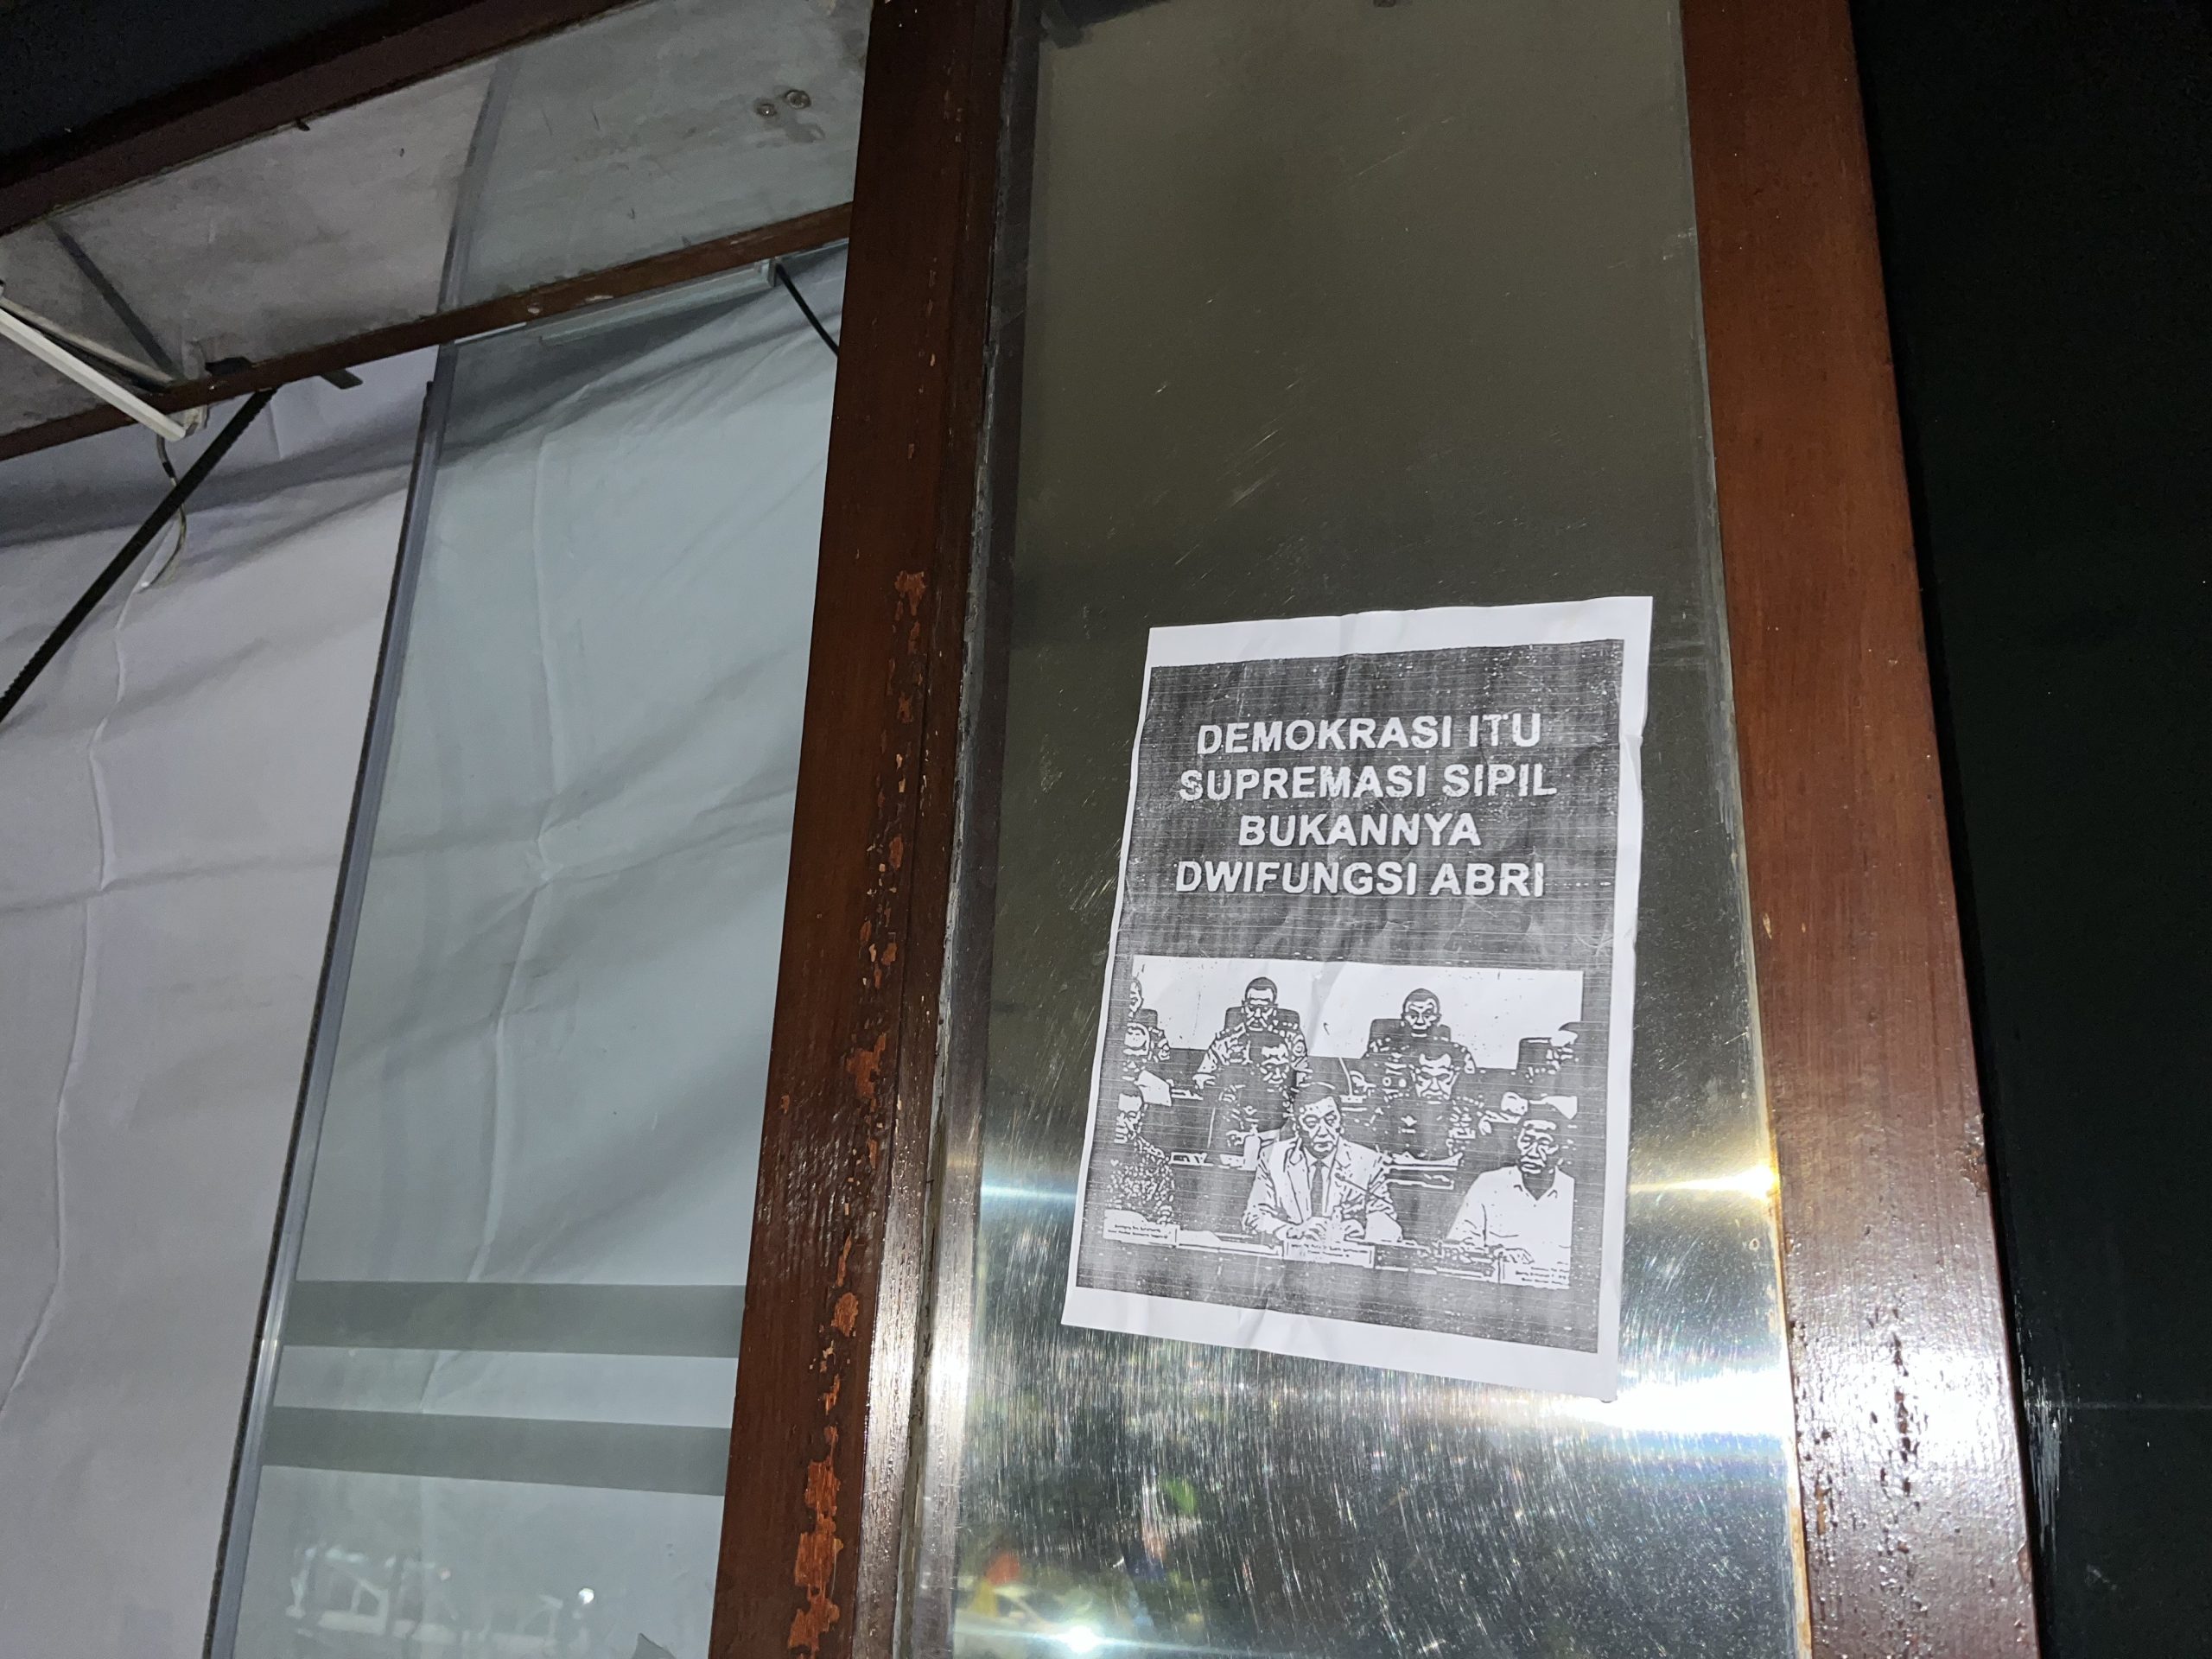 DEMOKRASI ITU
SUPREMASI SIPIL
BUKANNYA
DWIFUNGSI ABRI